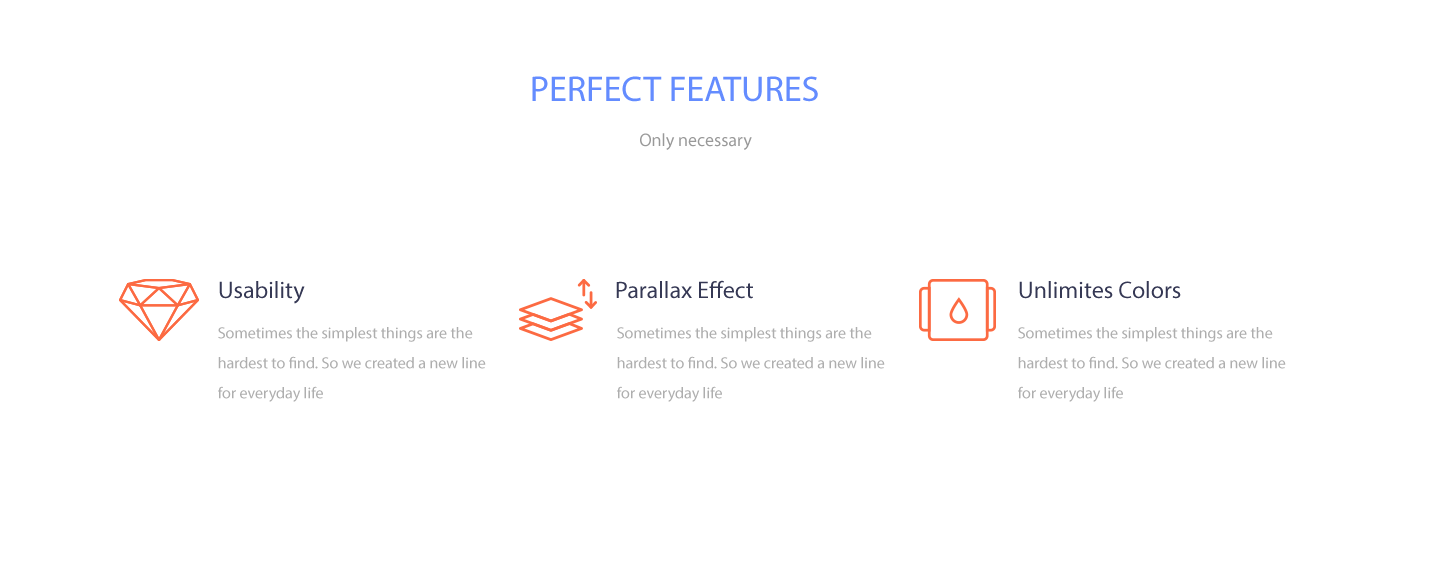 PERFECT FEATURES
Only necessary
Usability
Sometimes the simplest things are the
hardest to find. So we created a new line
for everyday life
Parallax Effect
Sometimes the simplest things are the
hardest to find. So we created a new line
for everyday life
Unlimites Colors
Sometimes the simplest things are the
hardest to find. So we created a new line
for everyday life